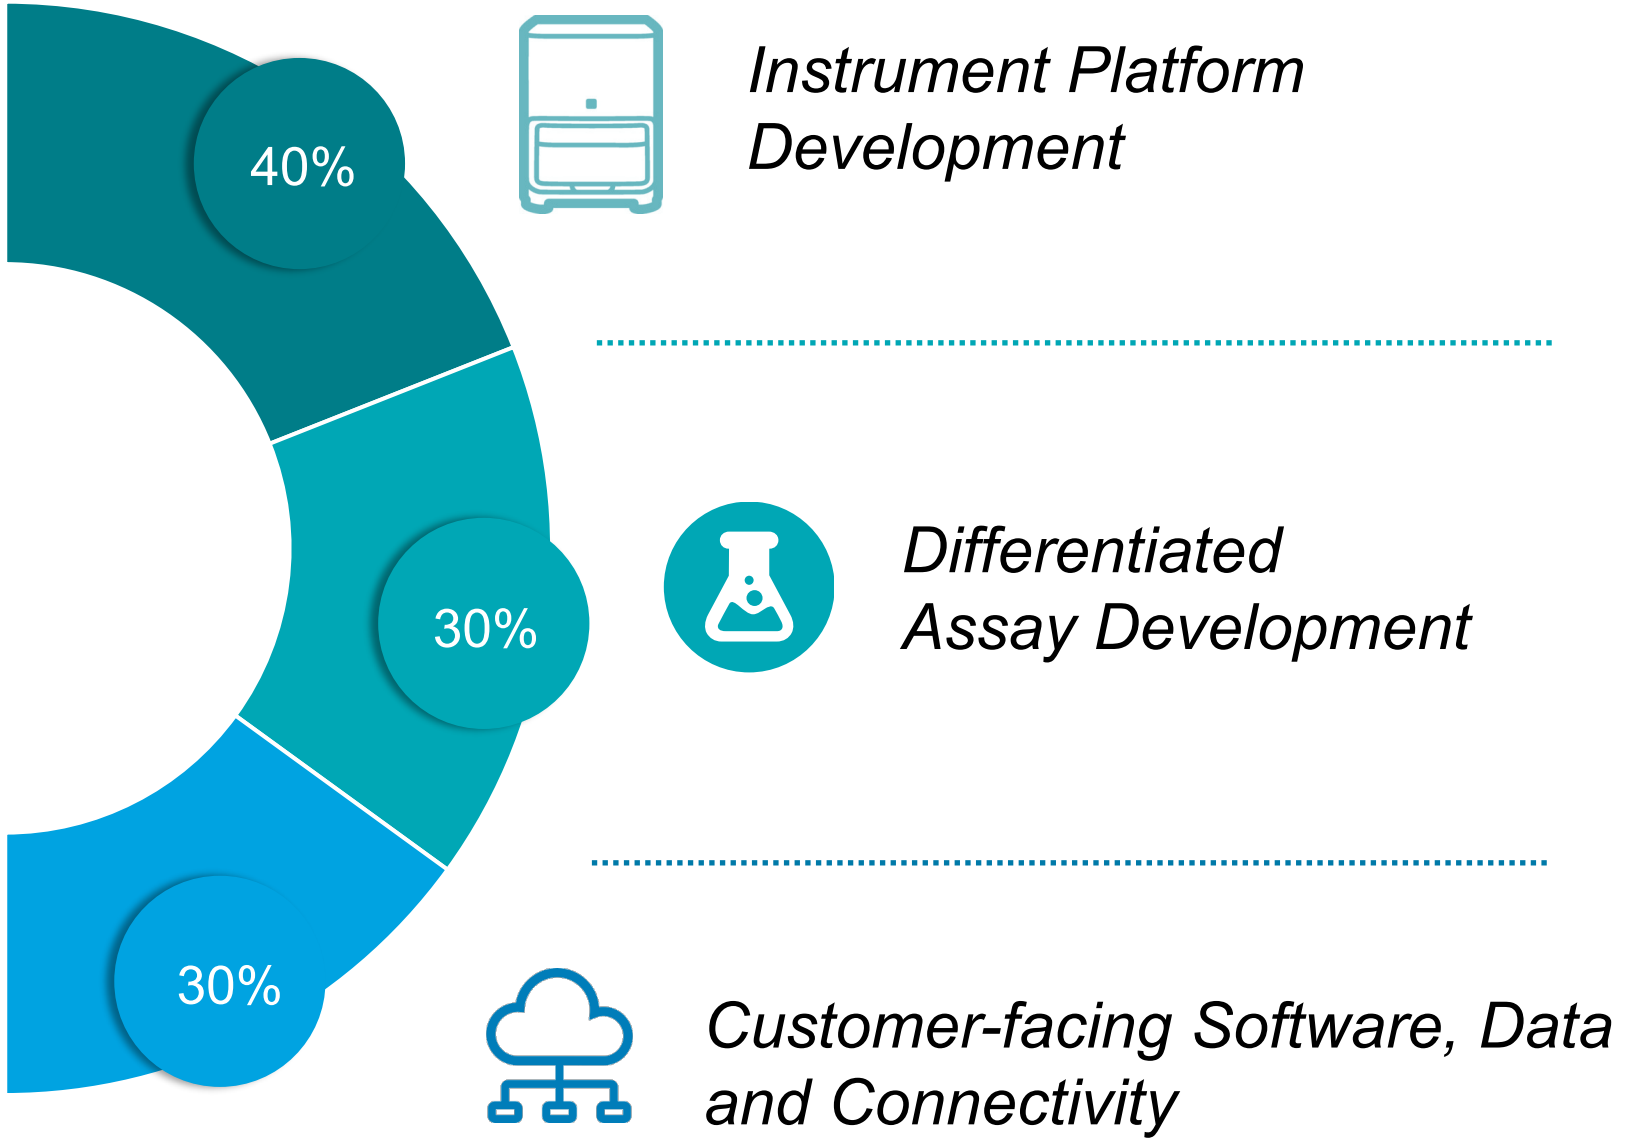 40%
Instrument Platform
Development
30%
Differentiated
Assay Development
30%
Customer-facing Software, Data
and Connectivity